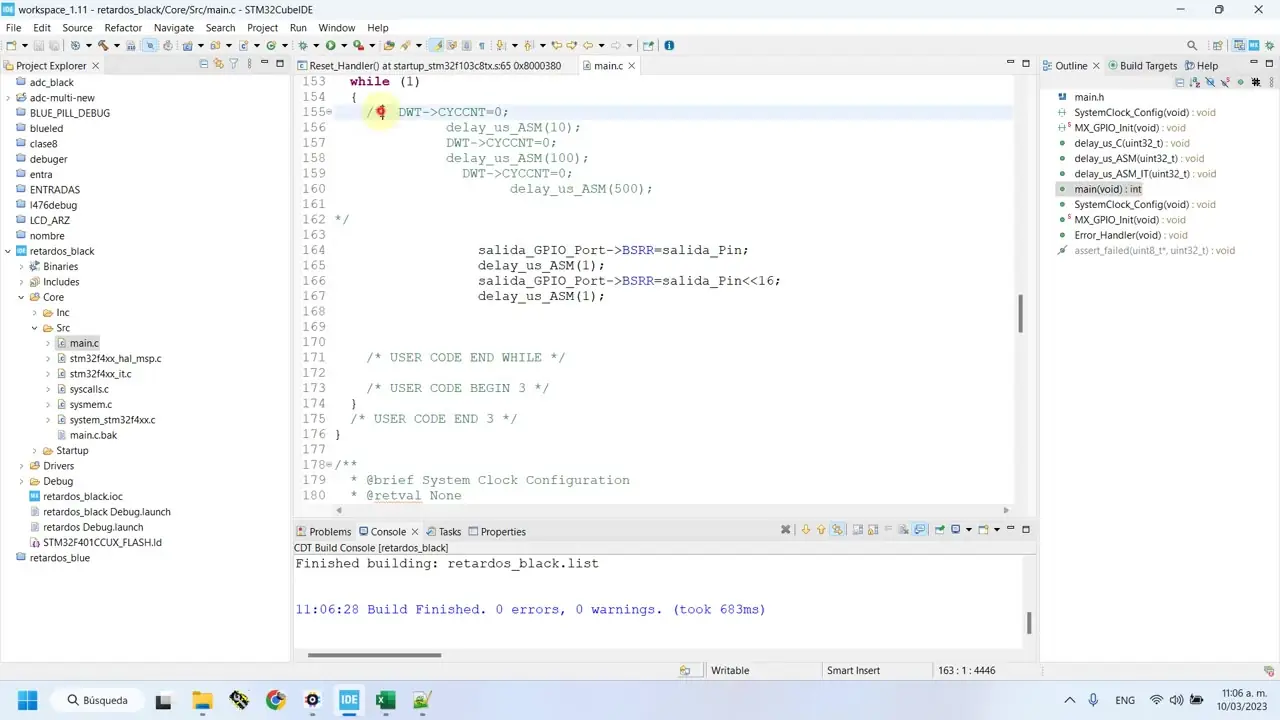 IDE workspace_1.11 - retardos_black/Core/Src/main.c - STM32CubeIDE
File Edit Source Refactor Navigate Search Project Run Window Help
Project Explorer
Reset_Handler() at startup_stm32f103c8tx.s:65 0x8000380
main.c
Outline
Build Targets
Help
adc_black
adc-multi-new
BLUE_PILL_DEBUG
blueled
clase8
debuger
entra
ENTRADAS
l476debug
LCD_ARZ
nombre
retardos_black
Binaries
Includes
Core
Inc
Src
main.c
stm32f4xx_hal_msp.c
stm32f4xx_it.c
syscalls.c
sysmem.c
system_stm32f4xx.c
main.c.bak
Startup
Drivers
Debug
retardos_black.ioc
retardos_black Debug.launch
retardos Debug.launch
STM32F401CCUX_FLASH.ld
retardos_blue
153 while (1)
154 {
155 /* DWT->CYCCNT=0;
156 delay_us_ASM(10);
157 DWT->CYCCNT=0;
158 delay_us_ASM(100);
159 DWT->CYCCNT=0;
160 delay_us_ASM(500);
161
162 */
163
164 salida_GPIO_Port->BSRR=salida_Pin;
165 delay_us_ASM(1);
166 salida_GPIO_Port->BSRR=salida_Pin<<16;
167 delay_us_ASM(1);
168
169
170
171 /* USER CODE END WHILE */
172
173 /* USER CODE BEGIN 3 */
174 }
175 /* USER CODE END 3 */
176 }
177
178 /**
179 * @brief System Clock Configuration
180 * @retval None
main.h
SystemClock_Config(void) : void
MX_GPIO_Init(void) : void
delay_us_C(uint32_t) : void
delay_us_ASM(uint32_t) : void
delay_us_ASM_IT(uint32_t) : void
main(void) : int
SystemClock_Config(void) : void
MX_GPIO_Init(void) : void
Error_Handler(void) : void
assert_failed(uint8_t*, uint32_t) : void
Problems Console Tasks Properties
CDT Build Console [retardos_black]
Finished building: retardos_black.list
11:06:28 Build Finished. 0 errors, 0 warnings. (took 683ms)
Writable Smart Insert 163 : 1 : 4446
Búsqueda
IDE
ENG
11:06 a. m.
10/03/2023